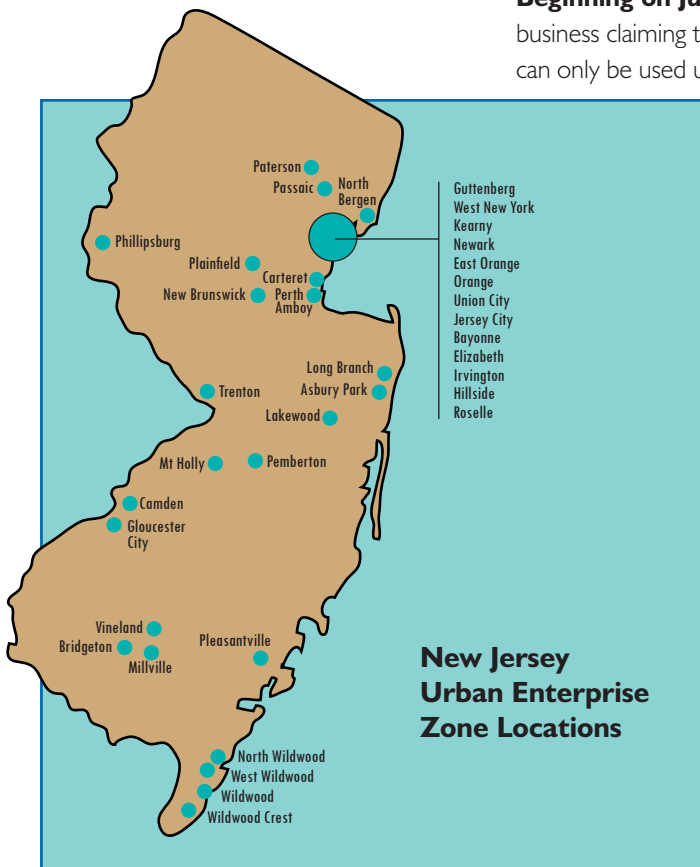 Beginning on Ju
business claiming t
can only be used u
Paterson
Passaic
North
Bergen
Phillipsburg
Plainfield
Carteret
New Brunswick
Perth
Amboy
Guttenberg
West New York
Kearny
Newark
East Orange
Orange
Union City
Jersey City
Bayonne
Elizabeth
Irvington
Hillside
Roselle
Long Branch
Asbury Park
Trenton
Lakewood
Mt Holly
Pemberton
Camden
Gloucester
City
Vineland
Bridgeton
Millville
Pleasantville
New Jersey
Urban Enterprise
Zone Locations
North Wildwood
West Wildwood
Wildwood
Wildwood Crest